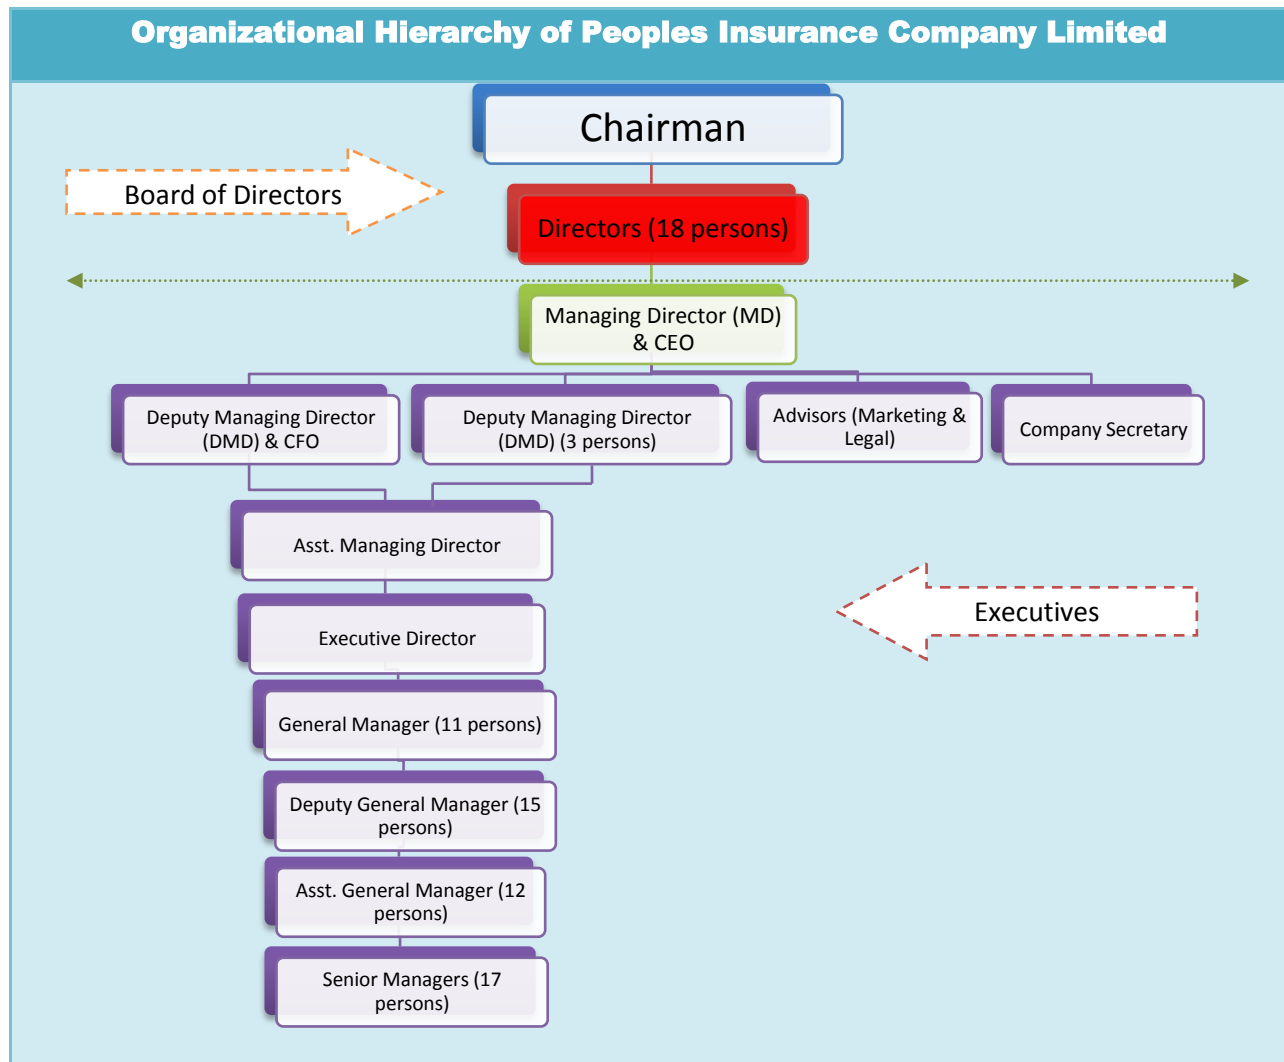 Organizational Hierarchy of Peoples Insurance Company Limited
Chairman
Board of Directors
Directors (18 persons)
Managing Director (MD)
& CEO
Deputy Managing Director
(DMD) & CFO
Deputy Managing Director
(DMD) (3 persons)
Advisors (Marketing &
Legal)
Company Secretary
Asst. Managing Director
Executives
Executive Director
General Manager (11 persons)
Deputy General Manager (15
persons)
Asst. General Manager (12
persons)
Senior Managers (17
persons)